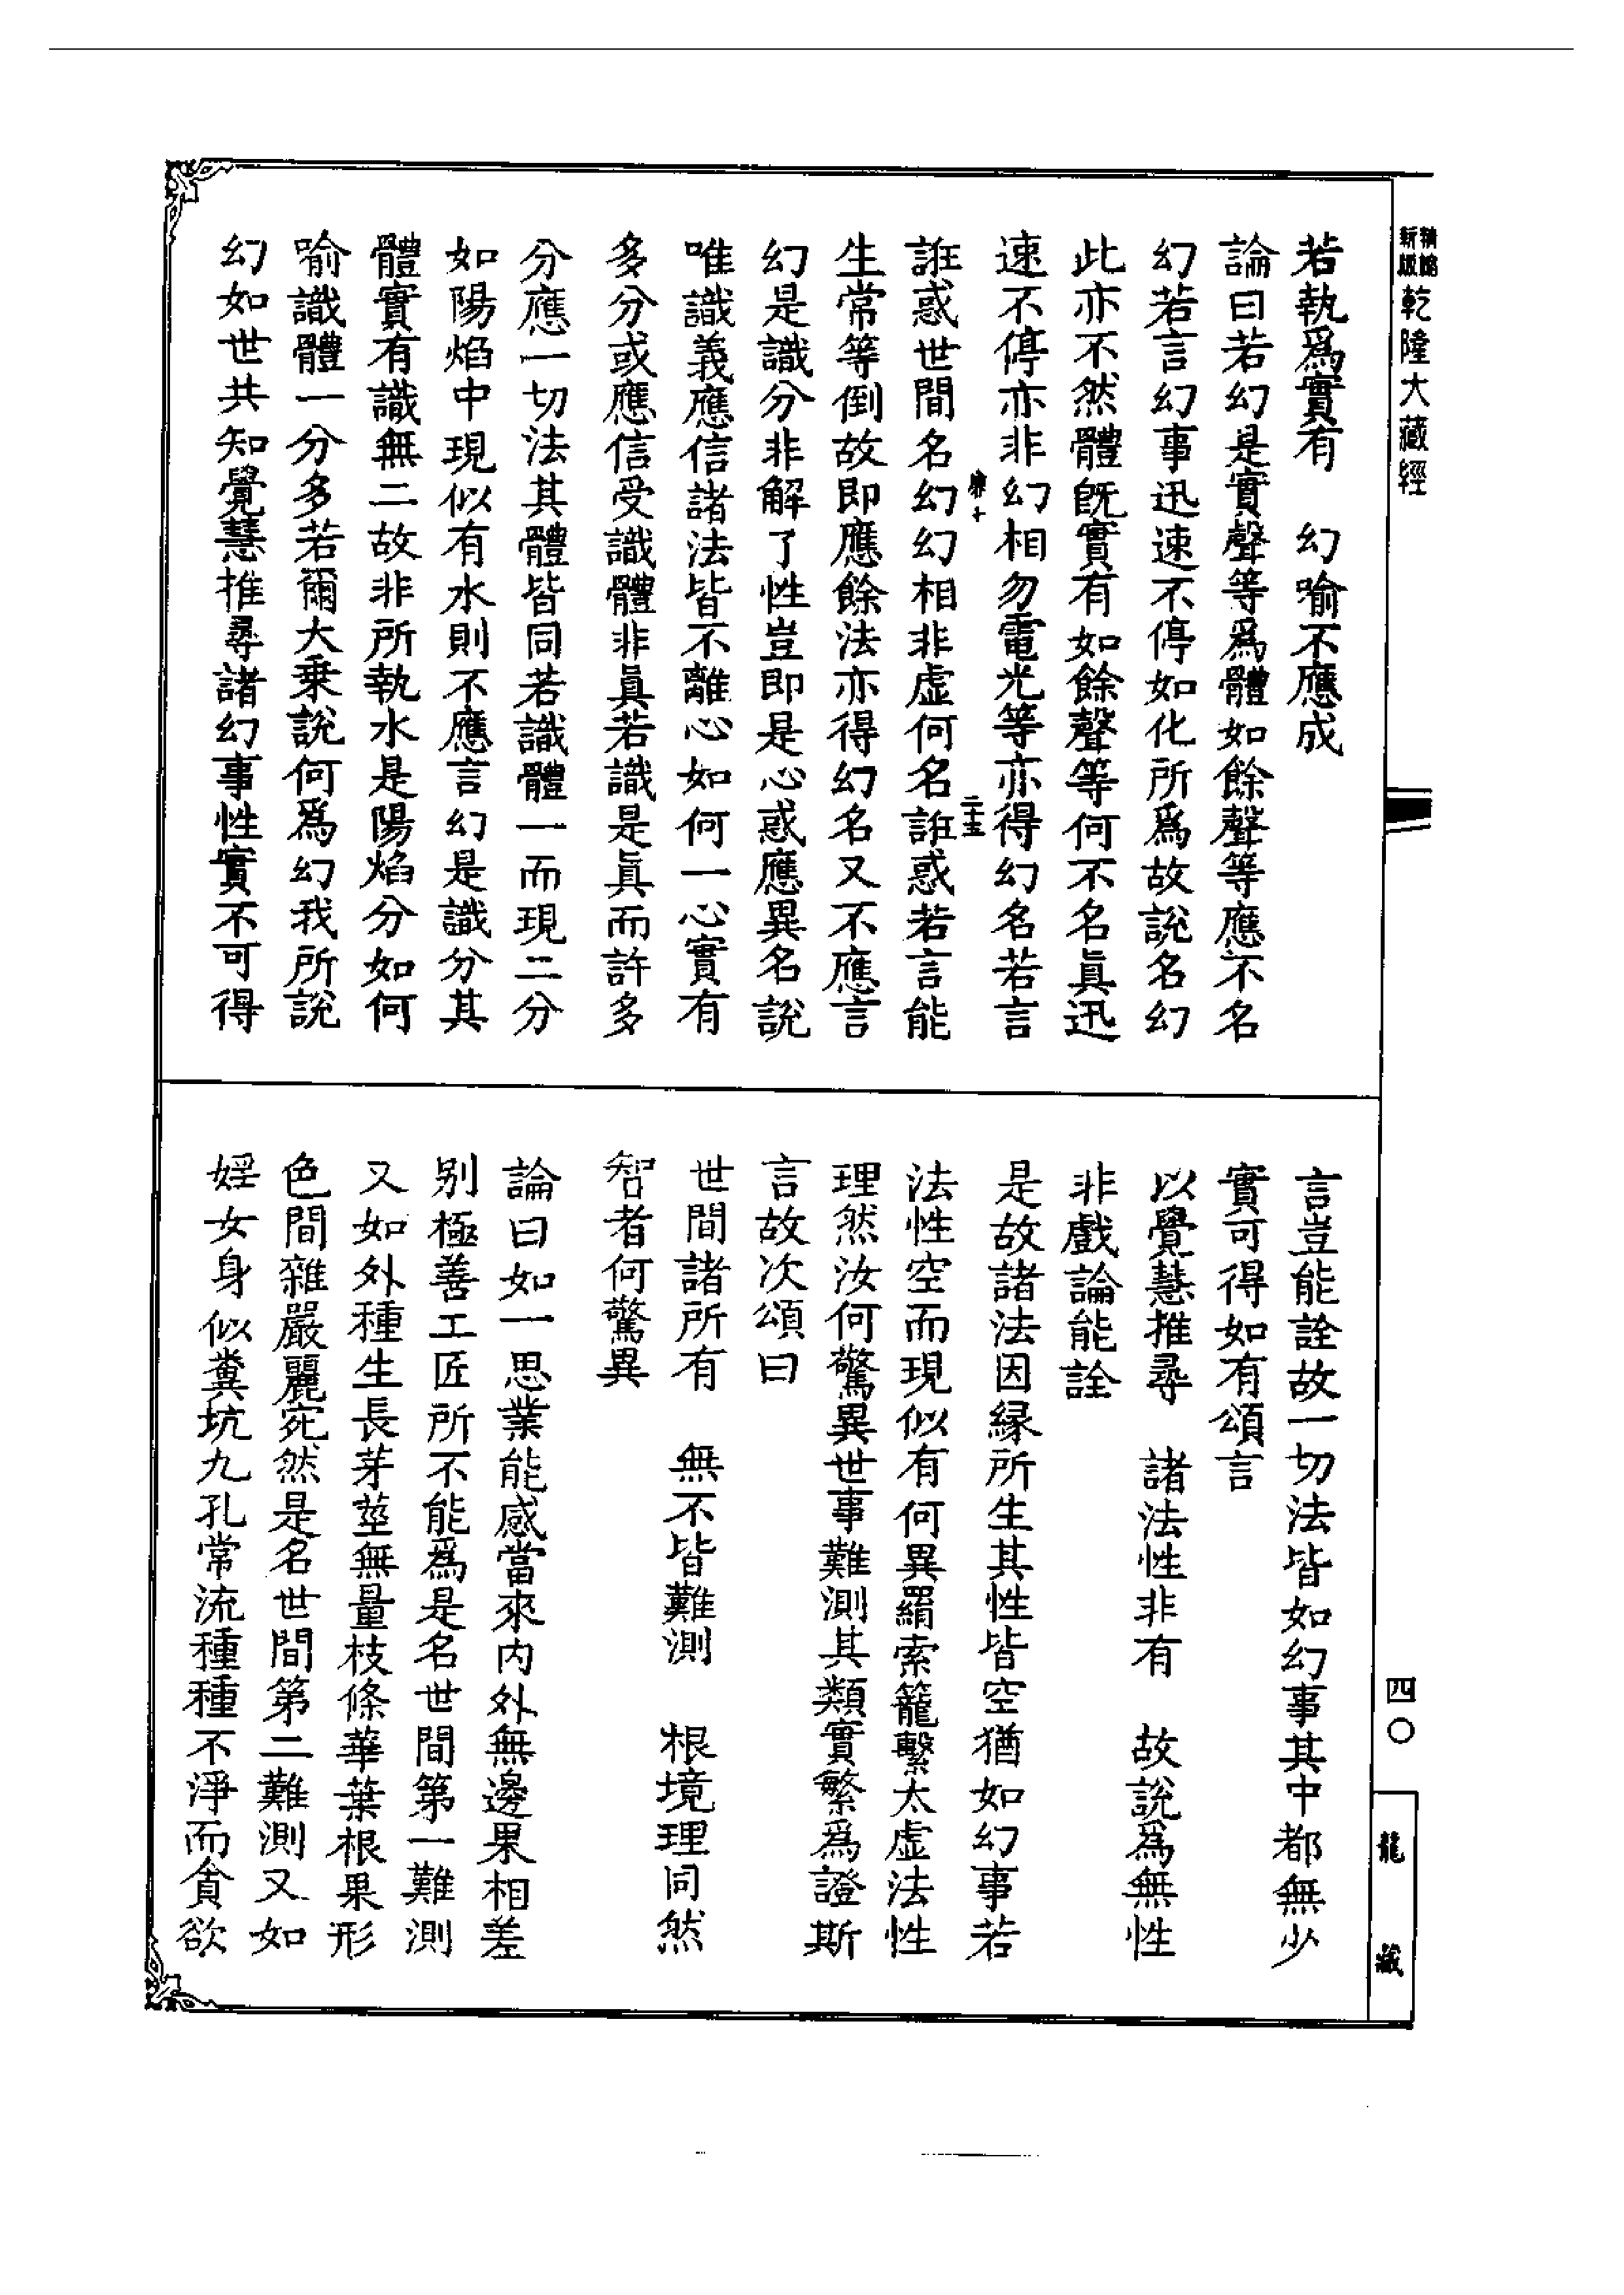 新版 精縮 乾隆大藏經
若執爲實有　幻喻不應成
論曰若幻是實聲等爲體如餘聲等應不名
幻若言幻事迅速不停如化所爲故說名幻
此亦不然體旣實有如餘聲等何不名眞迅
速不停亦非幻相勿電光等亦得幻名若言
二十五
誑惑世間名幻幻相非虛何名誑惑若言能
生常等倒故即應餘法亦得幻名又不應言
幻是識分非解了性豈即是心惑應異名說
唯識義應信諸法皆不離心如何一心實有
多分或應信受識體非眞若識是眞而許多
分應一切法其體皆同若識體一而現二分
如陽焰中現似有水則不應言幻是識分其
體實有識無二故非所執水是陽焰分如何
喻識體一分多若爾大乗說何爲幻我所說
幻如世共知覺慧推尋諸幻事性實不可得
言豈能詮故一切法皆如幻事其中都無少
實可得如有頌言
以覺慧推尋　諸法性非有　故說爲無性
非戲論能詮
是故諸法因縁所生其性皆空猶如幻事若
法性空而現似有何異羂索籠繫太虛法性
理然汝何驚異世事難測其類實繁爲證斯
言故次頌曰
世間諸所有　無不皆難測　根境理同然
智者何驚異
論曰如一思業能感當來内外無邊果相差
别極善工匠所不能爲是名世間第一難測
又如外種生長芽莖無量枝條華葉根果形
色間雜嚴麗宛然是名世間第二難測又如
婬女身似糞坑九孔常流種種不淨而貪欲
四〇
龍藏